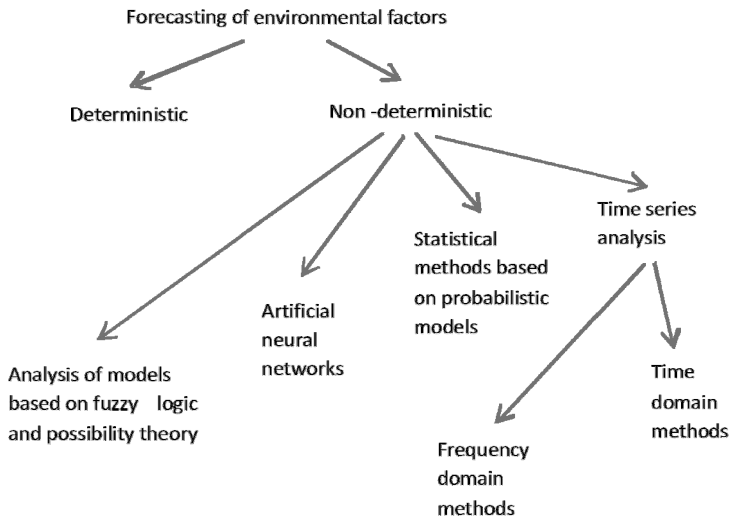 Forecasting of environmental factors
Deterministic
Non -deterministic
Analysis of models
based on fuzzy logic
and possibility theory
Artificial
neural
networks
Statistical
methods based
on probabilistic
models
Time series
analysis
Frequency
domain
methods
Time
domain
methods